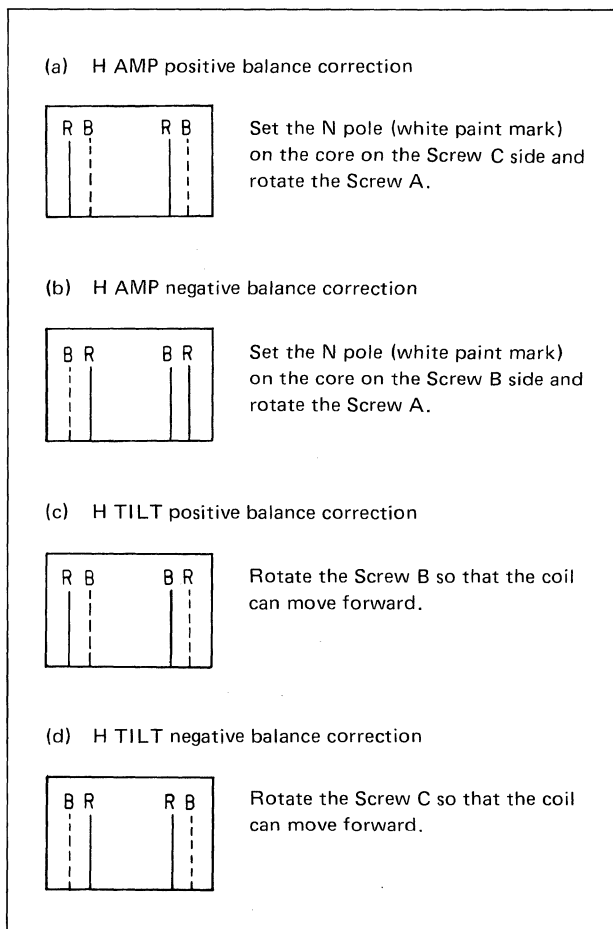 (a) H AMP positive balance correction
R B R B
Set the N pole (white paint mark)
on the core on the Screw C side and
rotate the Screw A.
(b) H AMP negative balance correction
B R B R
Set the N pole (white paint mark)
on the core on the Screw B side and
rotate the Screw A.
(c) H TILT positive balance correction
R B B R
Rotate the Screw B so that the coil
can move forward.
(d) H TILT negative balance correction
B R R B
Rotate the Screw C so that the coil
can move forward.